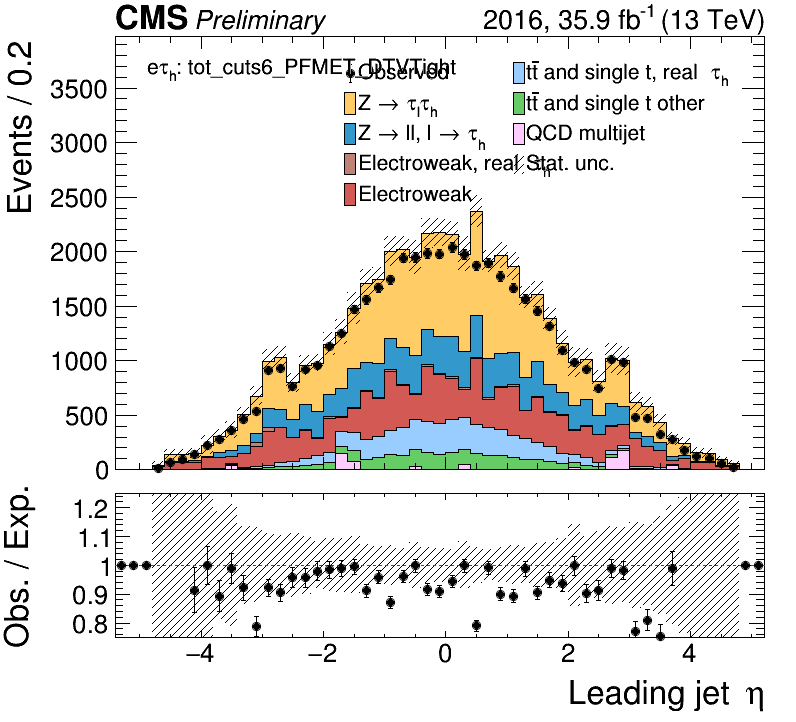 CMS Preliminary 2016, 35.9 fb⁻¹ (13 TeV)
eτh: tot_cuts6_PFMET_DTVTight
Observed
Z → τlτh
Z → ll, l → τh
Electroweak, real τh
Electroweak
tt̄ and single t, real τh
tt̄ and single t other
QCD multijet
Stat. unc.
Events / 0.2
3500
3000
2500
2000
1500
1000
500
0
Obs. / Exp.
1.2
1.1
1
0.9
0.8
−4 −2 0 2 4
Leading jet η